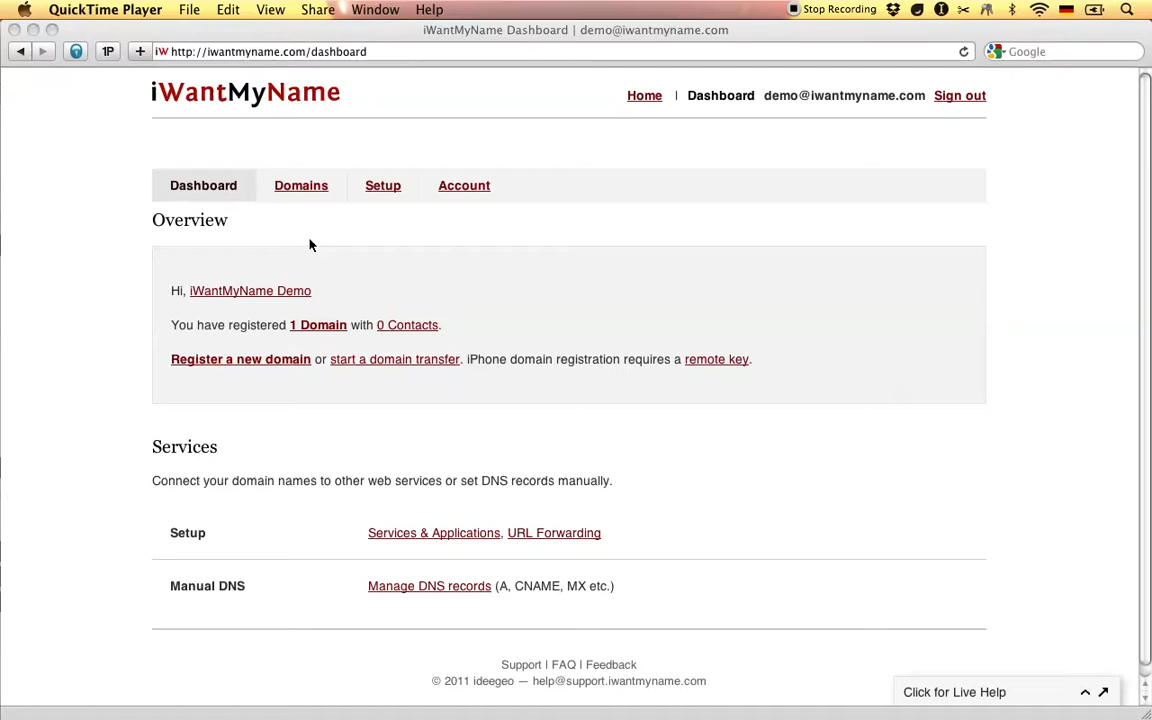 QuickTime Player File Edit View Share Window Help Stop Recording
iWantMyName Dashboard | demo@iwantmyname.com
1P + iW http://iwantmyname.com/dashboard Google
iWantMyName
Home | Dashboard demo@iwantmyname.com Sign out
Dashboard Domains Setup Account
Overview
Hi, iWantMyName Demo
You have registered 1 Domain with 0 Contacts.
Register a new domain or start a domain transfer. iPhone domain registration requires a remote key.
Services
Connect your domain names to other web services or set DNS records manually.
Setup Services & Applications, URL Forwarding
Manual DNS Manage DNS records (A, CNAME, MX etc.)
Support | FAQ | Feedback
© 2011 ideegeo — help@support.iwantmyname.com
Click for Live Help